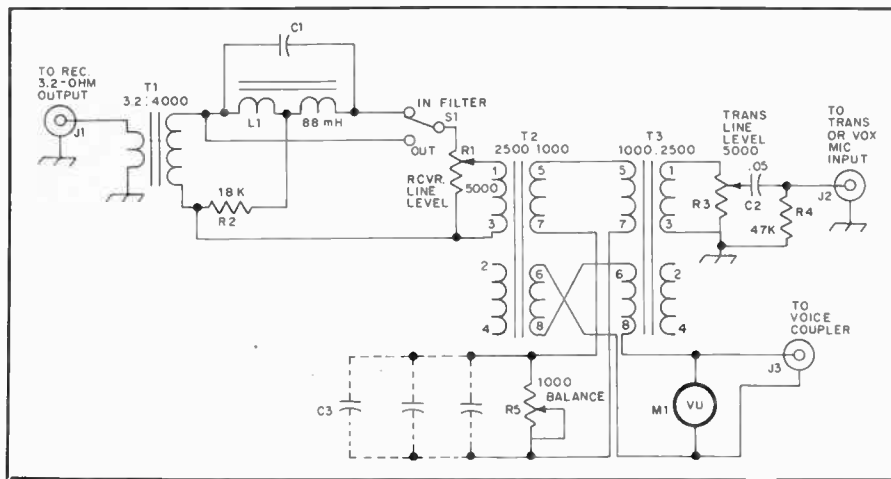 TO REC.
3.2-OHM
OUTPUT
J1
T1
3.2:4000
C1
L1
88 mH
18 K
R2
IN FILTER
S1
OUT
R1
RCVR.
LINE
LEVEL
5000
T2
2500 1000
1
3
2
4
5
7
6
8
T3
1000.2500
5
7
6
8
1
3
2
4
TRANS
LINE
LEVEL
5000
R3
.05
C2
47K
R4
TO
TRANS
OR VOX
MIC
INPUT
J2
TO
VOICE
COUPLER
J3
M1
VU
C3
1000
BALANCE
R5